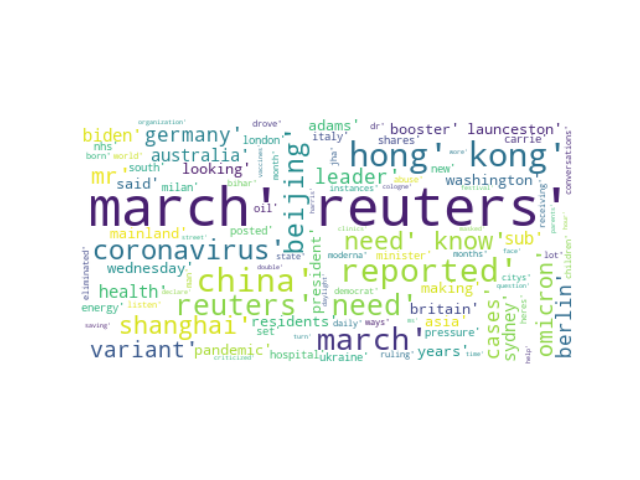 organization' drove' adams' dr' booster' launceston'
biden' germany' london' italy' shares' carrie'
nhs' hong' kong'
born' world' australia' vaccines' month' jha' more' conversations'
mr' south' looking' beijing' leader' abuse' new'
said' milan' bihar' instances' washington'
oil' harris' cologne' festival' receiving' parents'
march' reuters'
mainland' posted' clinics' masked' hour' children'
street' need' know' sub'
coronavirus' state' president' moderna' minister' months' face' lot'
eliminated' wednesday' double' daylight' reported' citys'
health' china' man' declare' democrat' making' question' omicron'
energy' listen' reuters' need' britain' heres' berlin'
saving' shanghai' residents' daily' ways' asia' cases' sydney'
set' march' pressure'
variant' pandemic' turn' ms' years' time' help'
criticized' hospital' ukraine' ruling'